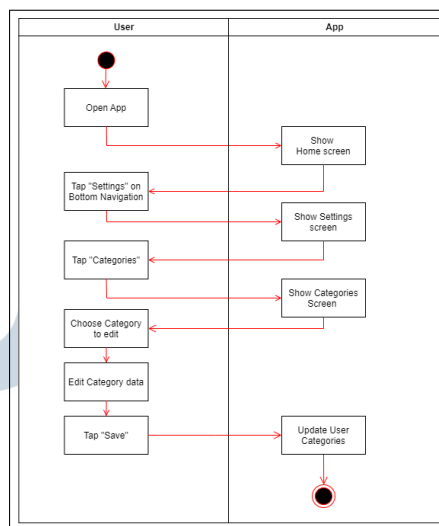 User
App
Open App
Show
Home screen
Tap "Settings" on
Bottom Navigation
Show Settings
screen
Tap "Categories"
Show Categories
Screen
Choose Category
to edit
Edit Category data
Tap "Save"
Update User
Categories